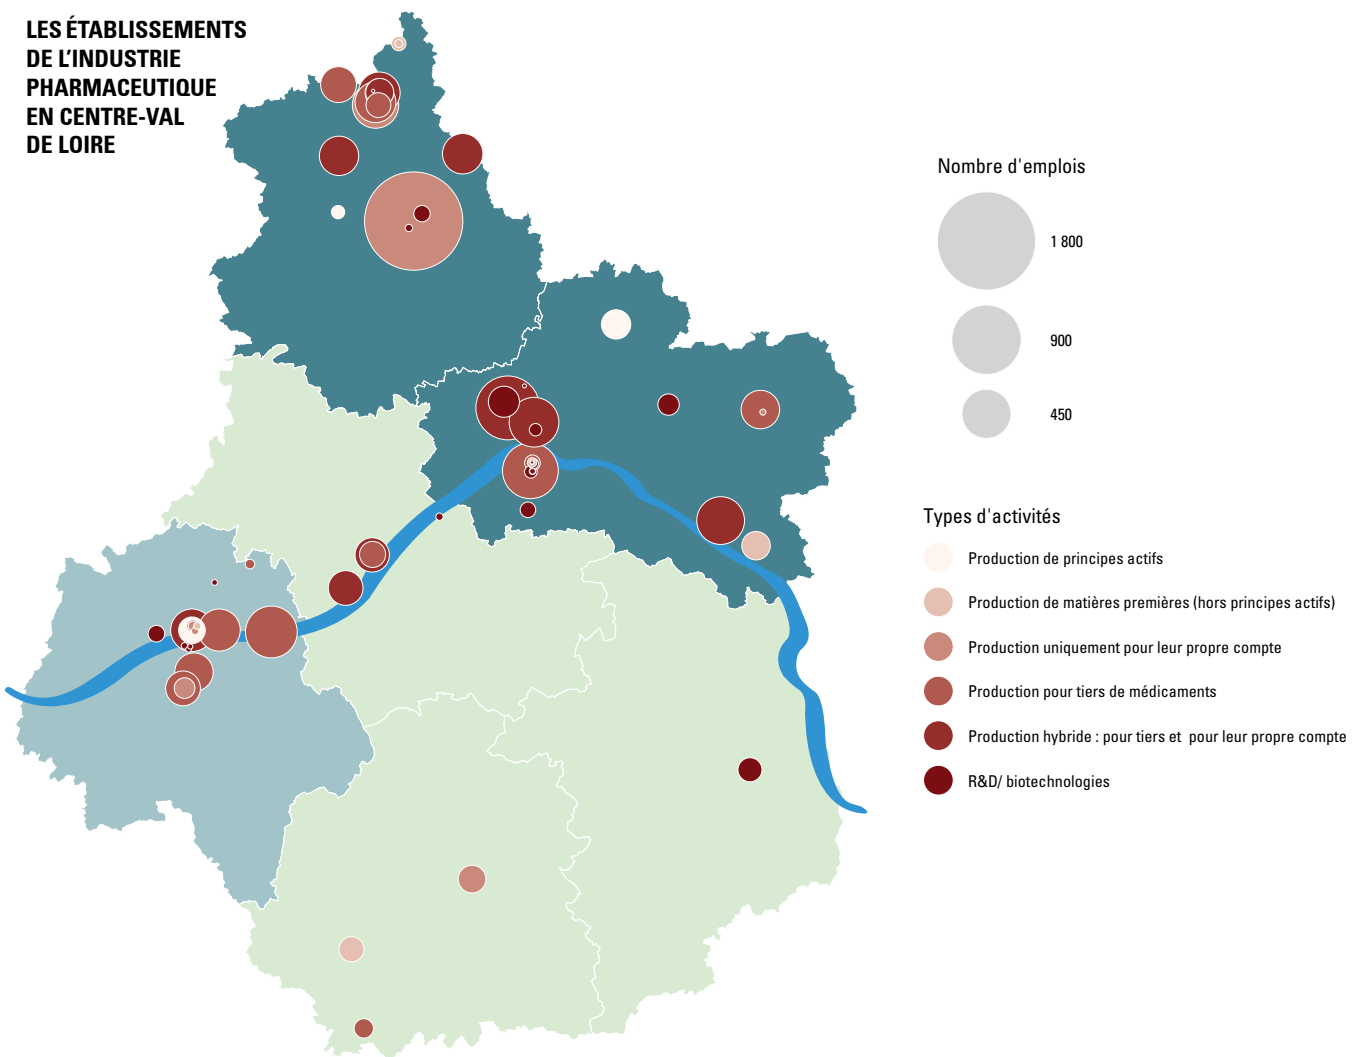 LES ÉTABLISSEMENTS
DE L'INDUSTRIE
PHARMACEUTIQUE
EN CENTRE-VAL
DE LOIRE
Nombre d'emplois
1 800
900
450
Types d'activités
Production de principes actifs
Production de matières premières (hors principes actifs)
Production uniquement pour leur propre compte
Production pour tiers de médicaments
Production hybride : pour tiers et pour leur propre compte
R&D/ biotechnologies